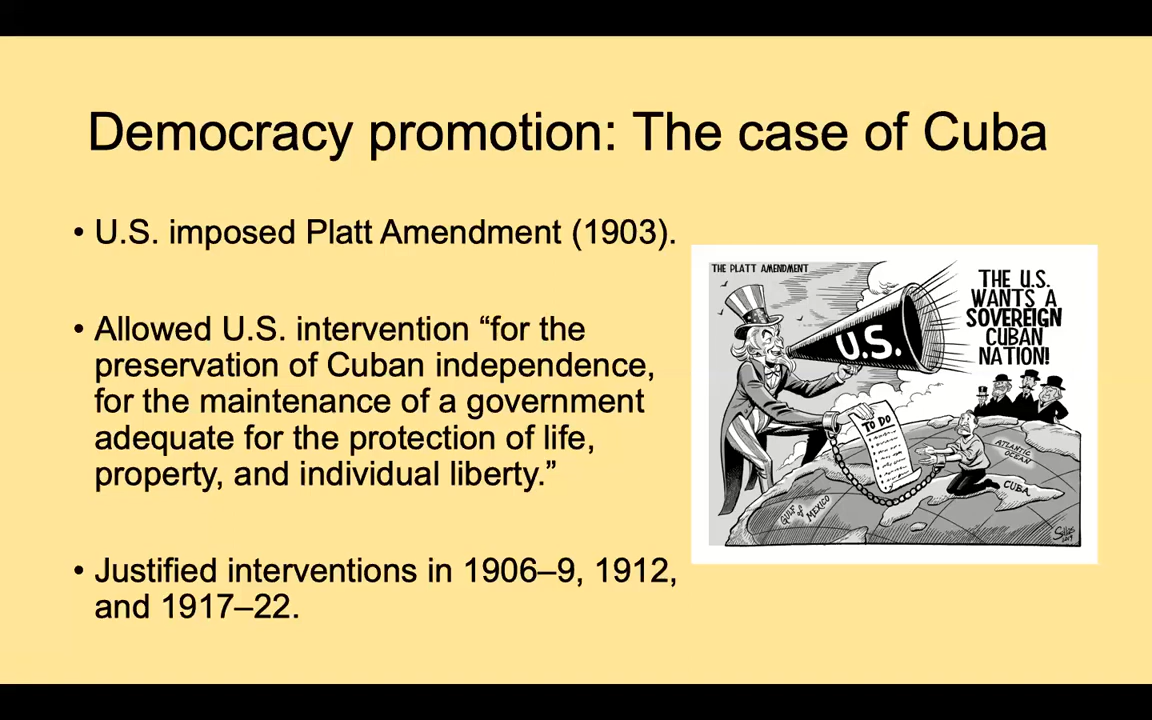 Democracy promotion: The case of Cuba
• U.S. imposed Platt Amendment (1903).
• Allowed U.S. intervention “for the
preservation of Cuban independence,
for the maintenance of a government
adequate for the protection of life,
property, and individual liberty.”
• Justified interventions in 1906–9, 1912,
and 1917–22.
THE PLATT AMENDMENT
THE U.S.
WANTS A
SOVEREIGN
CUBAN
NATION!
U.S.
TO DO
ATLANTIC
OCEAN
CUBA
GULF of
MEXICO